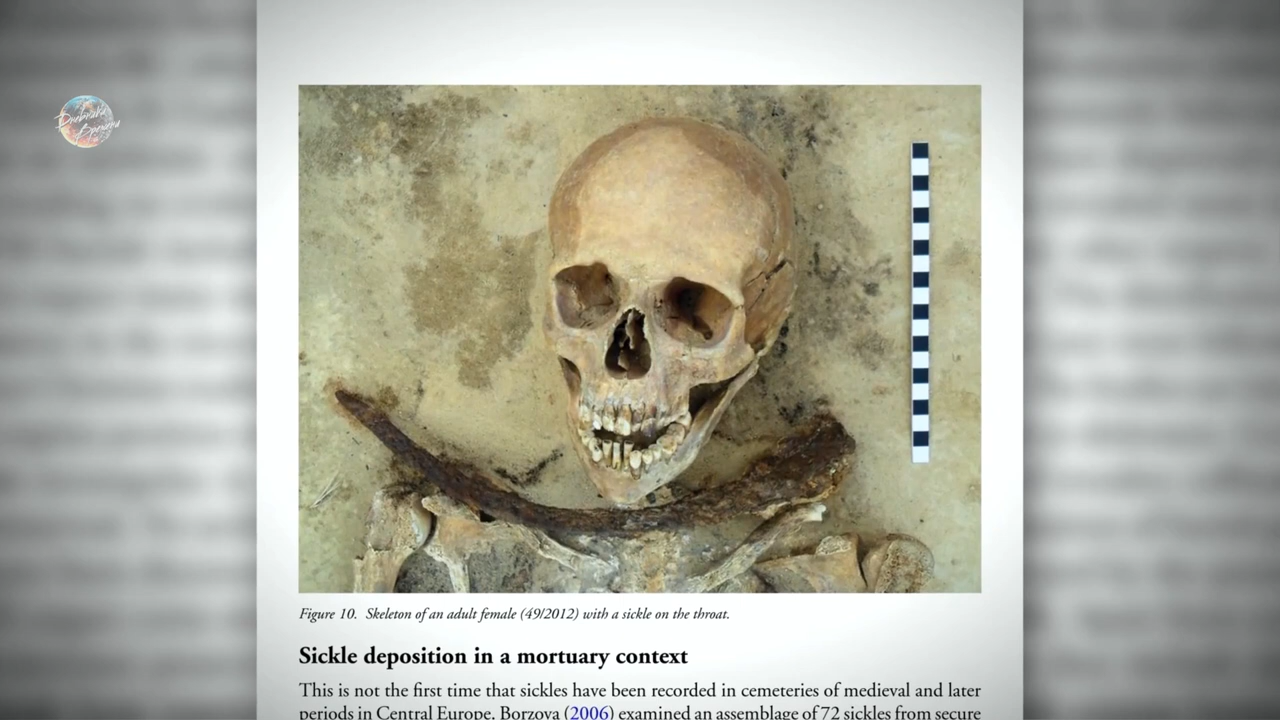 Figure 10. Skeleton of an adult female (49/2012) with a sickle on the throat.
Sickle deposition in a mortuary context
This is not the first time that sickles have been recorded in cemeteries of medieval and later
periods in Central Europe. Borzova (2006) examined an assemblage of 72 sickles from secure